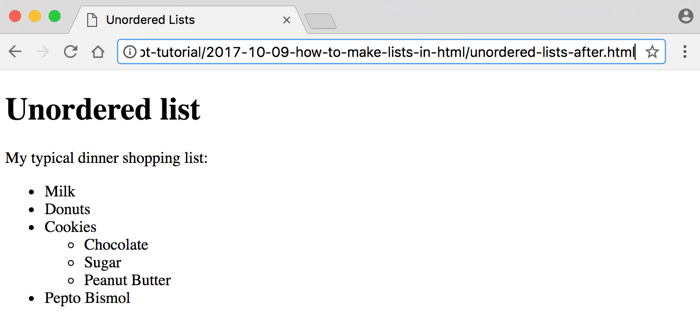 Unordered Lists
ot-tutorial/2017-10-09-how-to-make-lists-in-html/unordered-lists-after.html
Unordered list
My typical dinner shopping list:
Milk
Donuts
Cookies
Chocolate
Sugar
Peanut Butter
Pepto Bismol